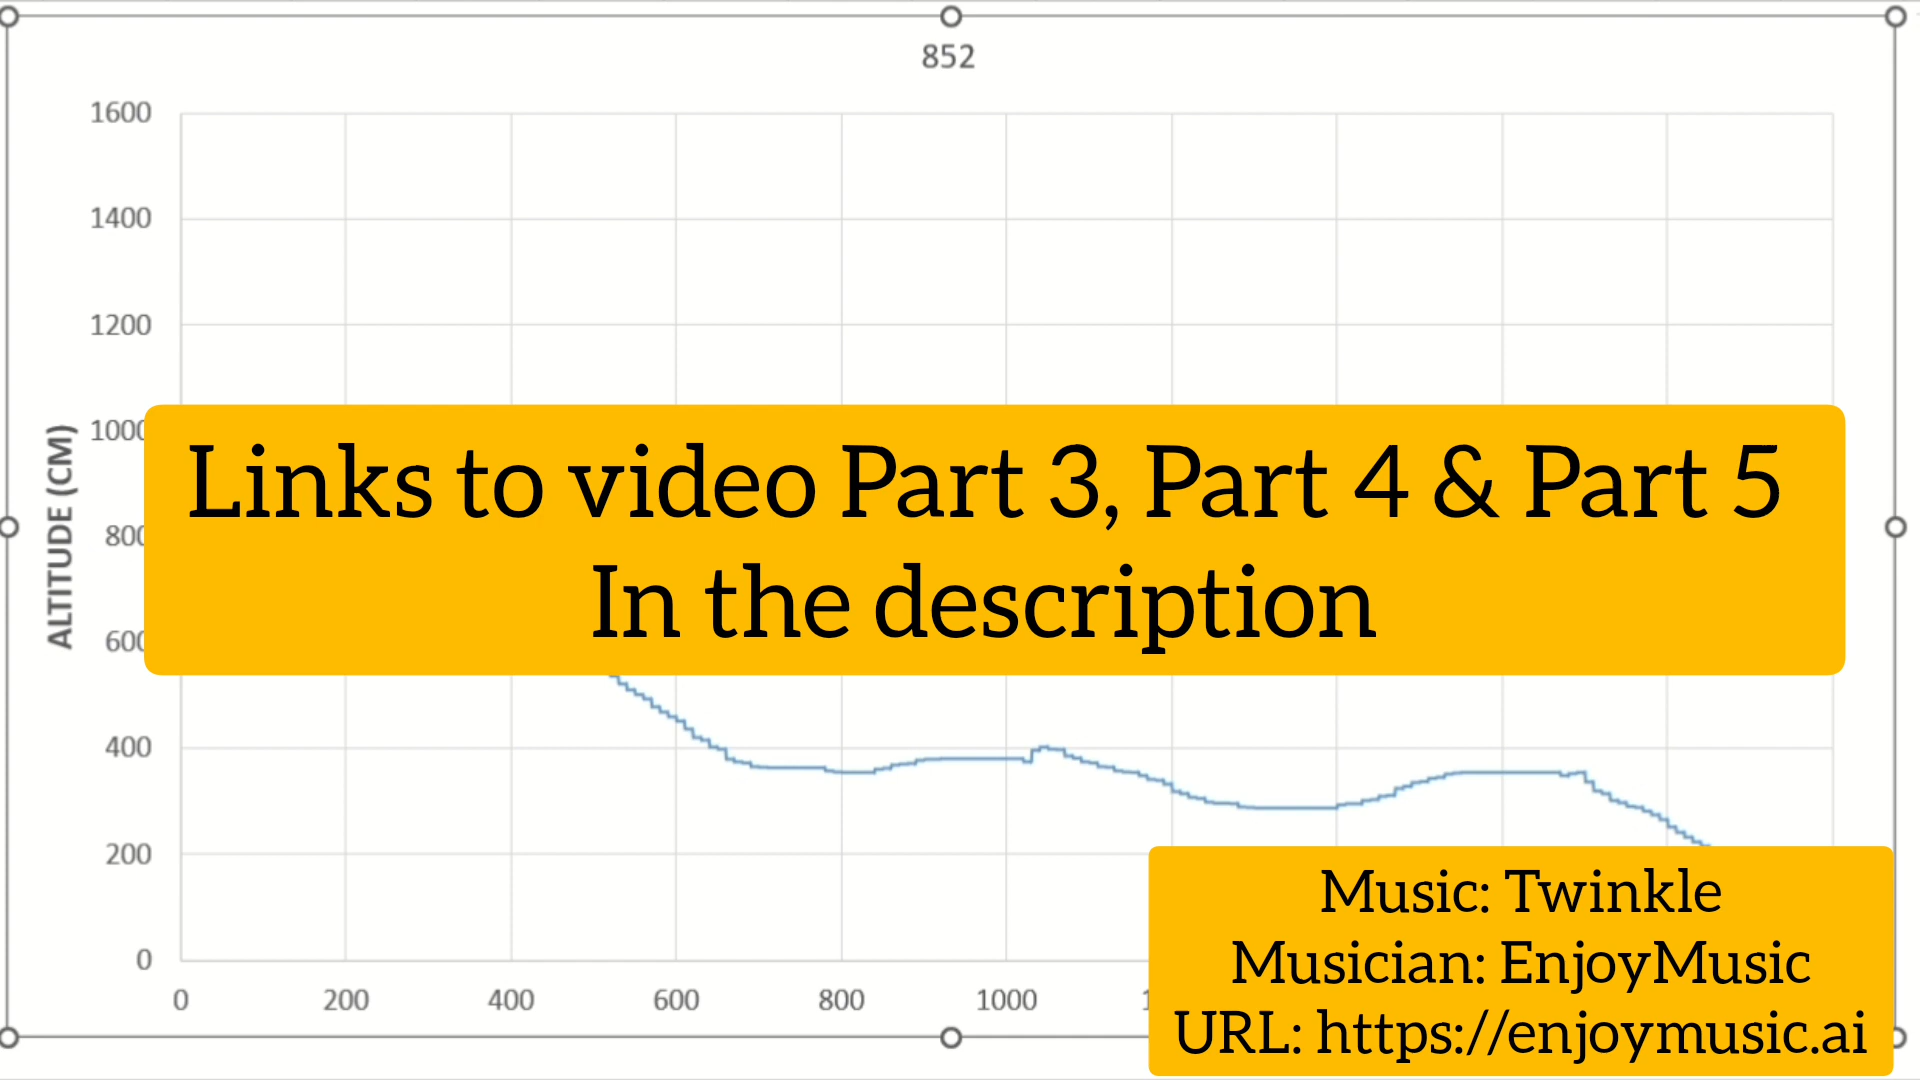 852
1600
1400
1200
1000
800
600
400
200
0
ALTITUDE (CM)
Links to video Part 3, Part 4 & Part 5
In the description
0 200 400 600 800 1000
Music: Twinkle
Musician: EnjoyMusic
URL: https://enjoymusic.ai